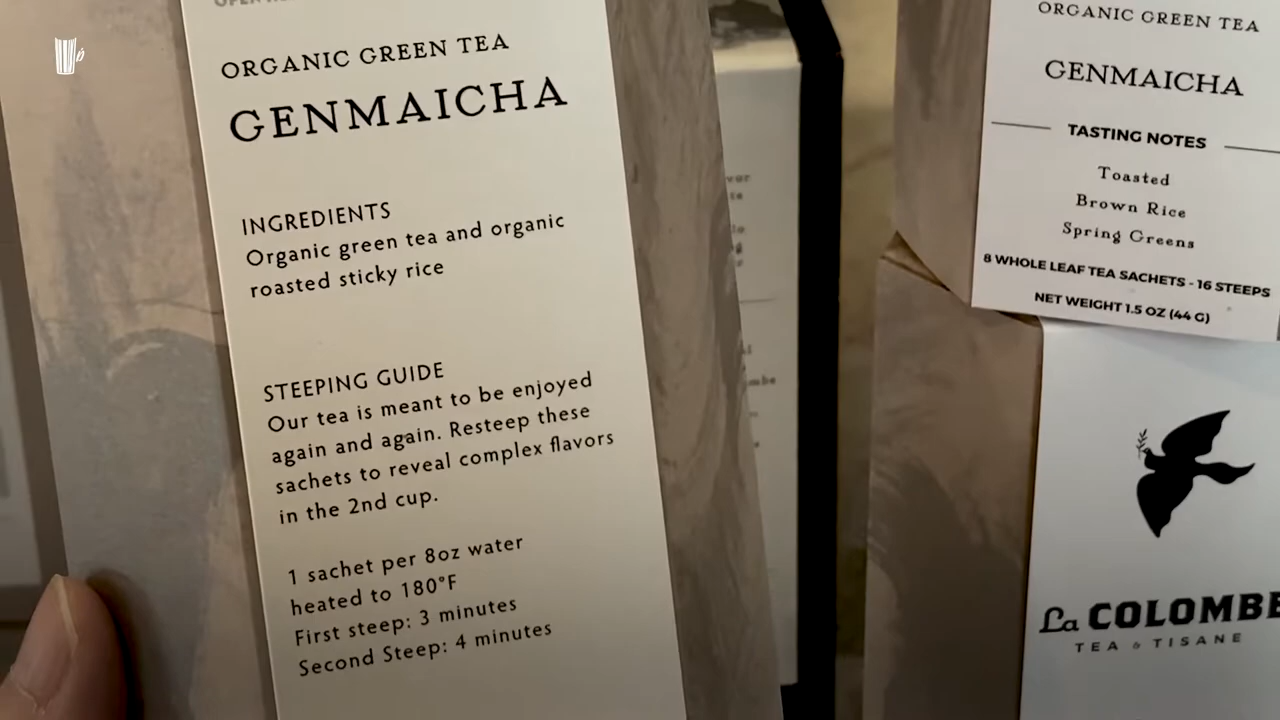 ORGANIC GREEN TEA
GENMAICHA
INGREDIENTS
Organic green tea and organic
roasted sticky rice
STEEPING GUIDE
Our tea is meant to be enjoyed
again and again. Resteep these
sachets to reveal complex flavors
in the 2nd cup.
1 sachet per 8oz water
heated to 180°F
First steep: 3 minutes
Second Steep: 4 minutes
ORGANIC GREEN TEA
GENMAICHA
TASTING NOTES
Toasted
Brown Rice
Spring Greens
8 WHOLE LEAF TEA SACHETS - 16 STEEPS
NET WEIGHT 1.5 OZ (44 G)
La COLOMBE
TEA & TISANE